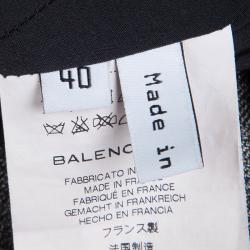 40
Made in
BALENC
FABBRICATO IN
MADE IN FRANCE
FABRIQUÉ EN FRANCE
HERGESTELLT IN FRANKREICH
HECHO EN FRANCIA
フランス製
法国制造